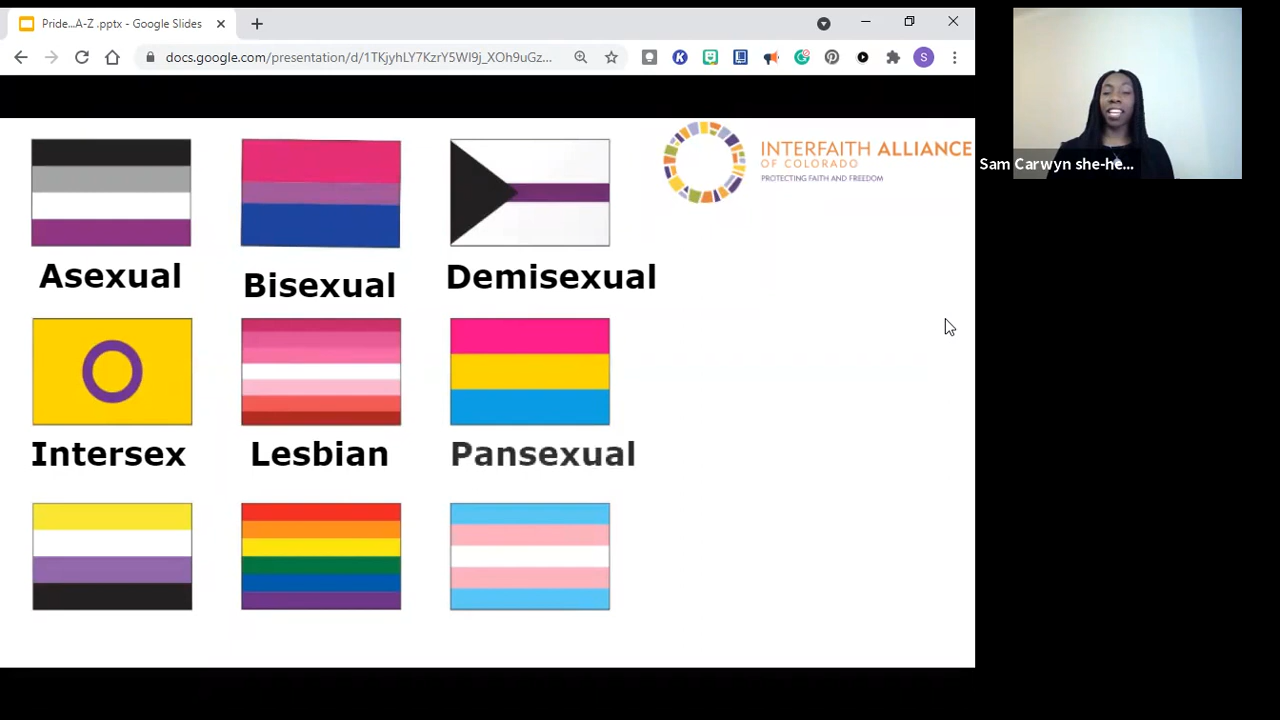 Pride...A-Z .pptx - Google Slides
docs.google.com/presentation/d/1TKjyhLY7KzrY5WI9j_XOh9uGz...
S
INTERFAITH ALLIANCE
OF COLORADO
PROTECTING FAITH AND FREEDOM
Sam Carwyn she-he...
Asexual
Bisexual
Demisexual
Intersex
Lesbian
Pansexual